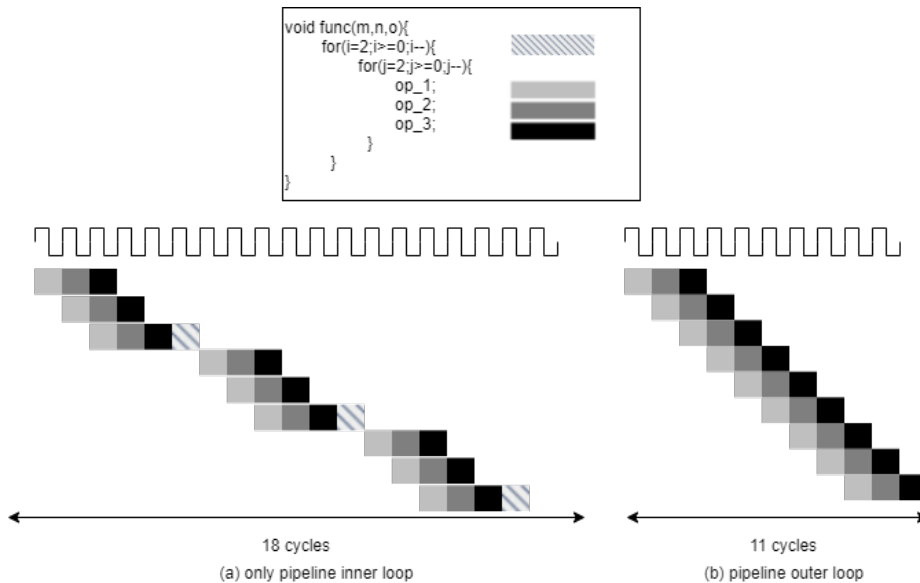 void func(m,n,o){
for(i=2;i>=0;i--){
for(j=2;j>=0;j--){
op_1;
op_2;
op_3;
}
}
}
18 cycles
11 cycles
(a) only pipeline inner loop
(b) pipeline outer loop